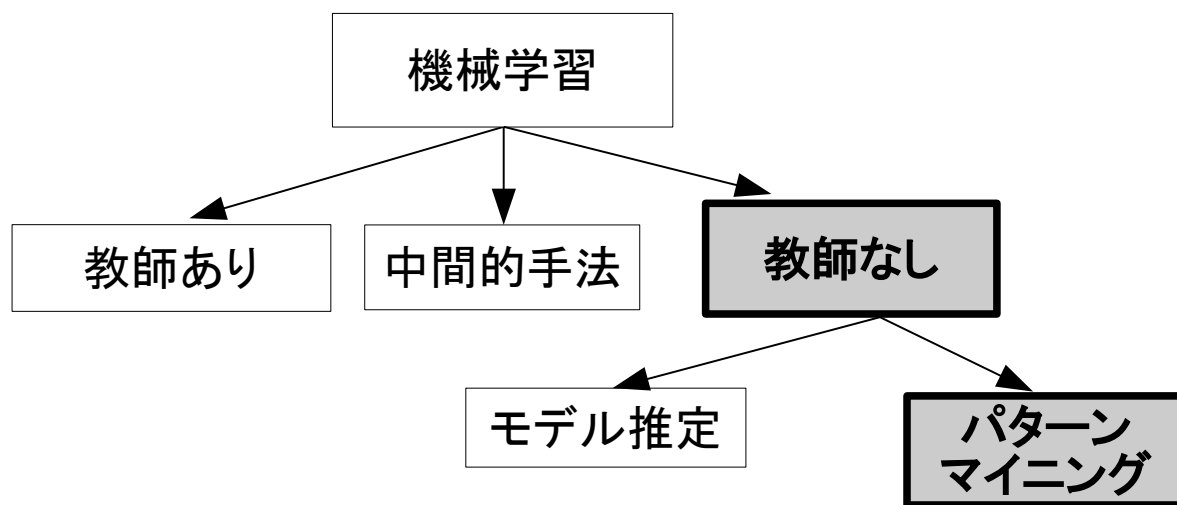 機械学習
教師あり
中間的手法
教師なし
モデル推定
パターン
マイニング